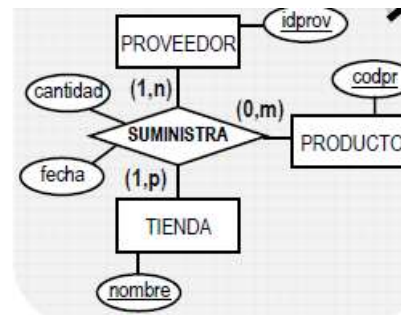 idprov
PROVEEDOR
codpr
cantidad
(1,n)
(0,m)
SUMINISTRA
PRODUCTO
fecha
(1,p)
TIENDA
nombre